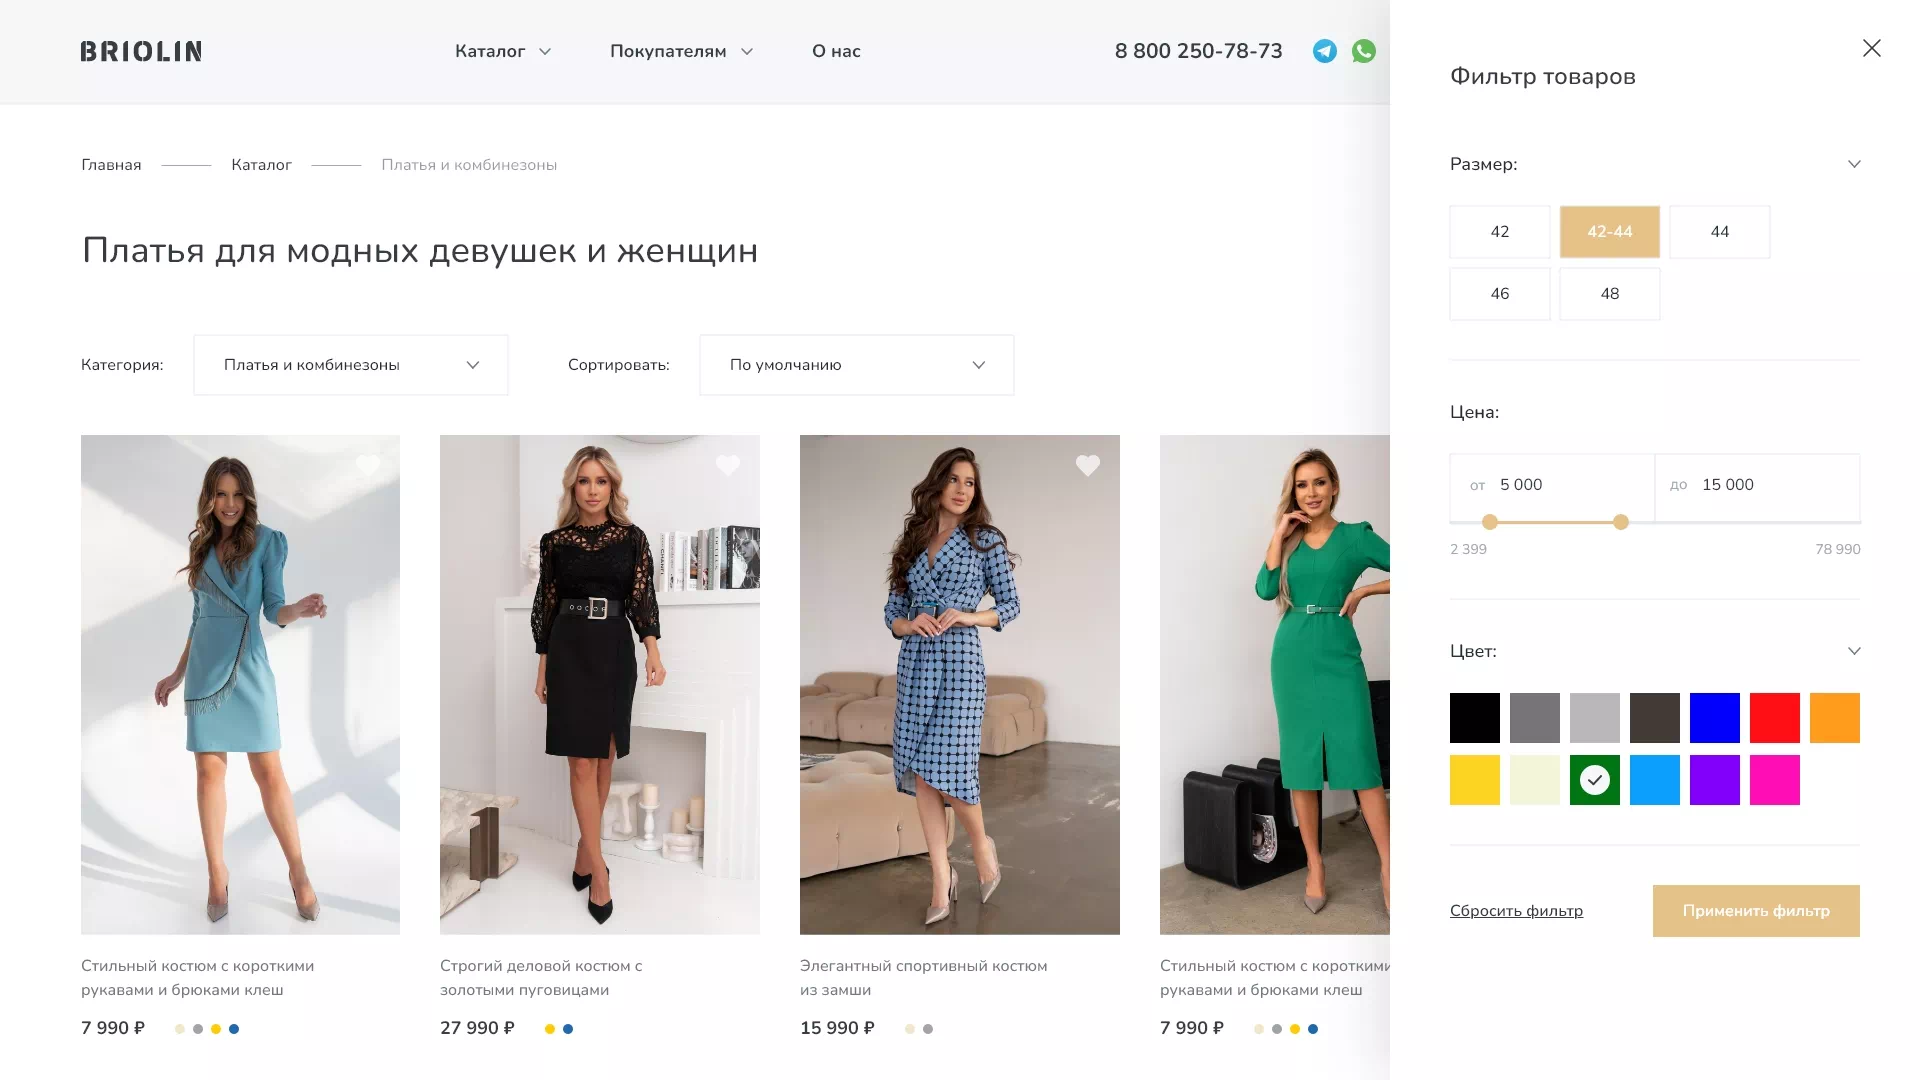 BRIOLIN
Каталог
Покупателям
О нас
8 800 250-78-73
Главная
Каталог
Платья и комбинезоны
Платья для модных девушек и женщин
Категория:
Платья и комбинезоны
Сортировать:
По умолчанию
CHANEL
Стильный костюм с короткими
рукавами и брюками клеш
7 990 ₽
Строгий деловой костюм с
золотыми пуговицами
27 990 ₽
Элегантный спортивный костюм
из замши
15 990 ₽
Стильный костюм с короткими
рукавами и брюками клеш
7 990 ₽
Фильтр товаров
Размер:
42
42-44
44
46
48
Цена:
от 5 000
до 15 000
2 399
78 990
Цвет:
Сбросить фильтр
Применить фильтр